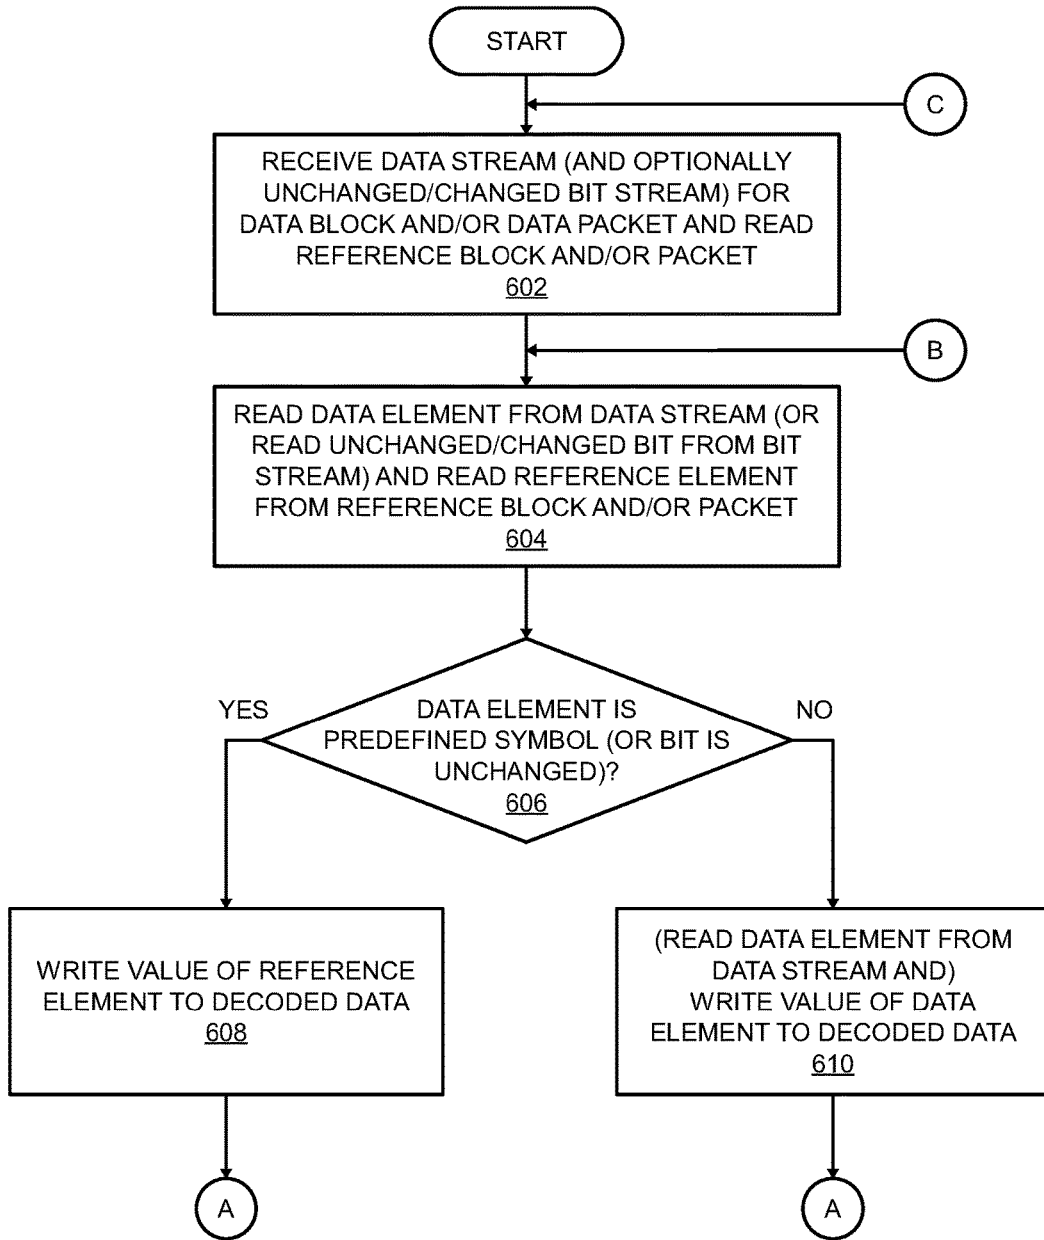 START
C
RECEIVE DATA STREAM (AND OPTIONALLY
UNCHANGED/CHANGED BIT STREAM) FOR
DATA BLOCK AND/OR DATA PACKET AND READ
REFERENCE BLOCK AND/OR PACKET
602
B
READ DATA ELEMENT FROM DATA STREAM (OR
READ UNCHANGED/CHANGED BIT FROM BIT
STREAM) AND READ REFERENCE ELEMENT
FROM REFERENCE BLOCK AND/OR PACKET
604
YES
DATA ELEMENT IS
PREDEFINED SYMBOL (OR BIT IS
UNCHANGED)?
606
NO
WRITE VALUE OF REFERENCE
ELEMENT TO DECODED DATA
608
(READ DATA ELEMENT FROM
DATA STREAM AND)
WRITE VALUE OF DATA
ELEMENT TO DECODED DATA
610
A
A